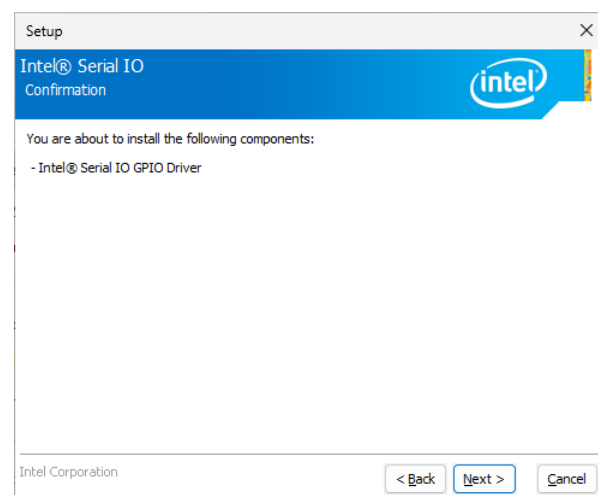 Setup
Intel® Serial IO
Confirmation
intel®
You are about to install the following components:
- Intel® Serial IO GPIO Driver
Intel Corporation
< Back
Next >
Cancel